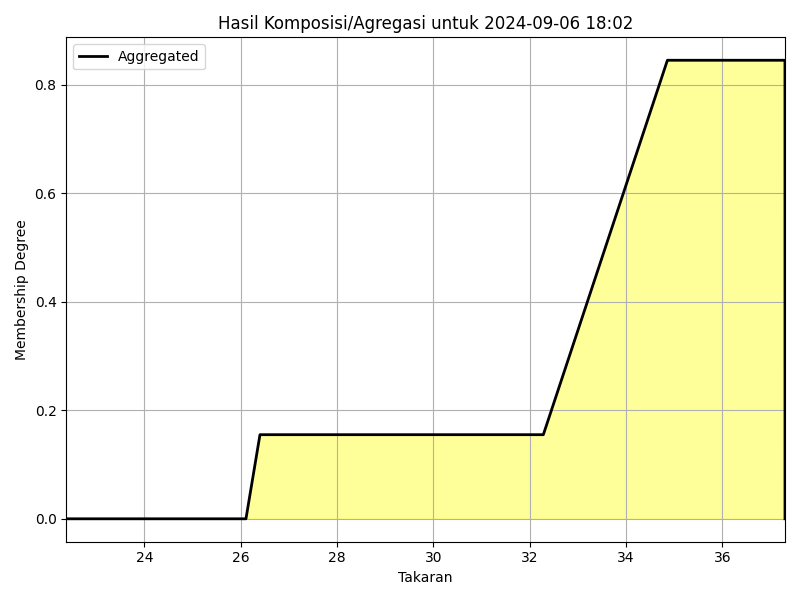 Hasil Komposisi/Agregasi untuk 2024-09-06 18:02
Aggregated
Membership Degree
0.8
0.6
0.4
0.2
0.0
24 26 28 30 32 34 36
Takaran